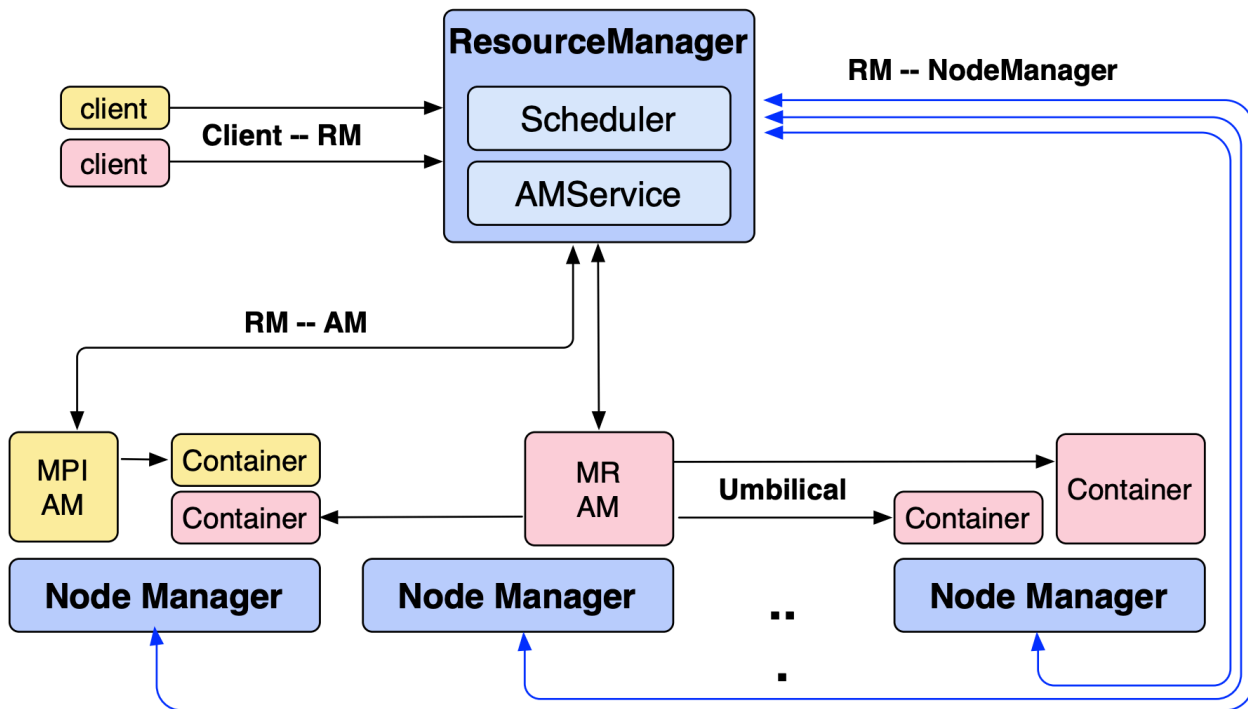 ResourceManager
RM -- NodeManager
client
Scheduler
Client -- RM
client
AMService
RM -- AM
MPI
AM
Container
Container
MR
AM
Umbilical
Container
Container
Node Manager
Node Manager
..
.
Node Manager